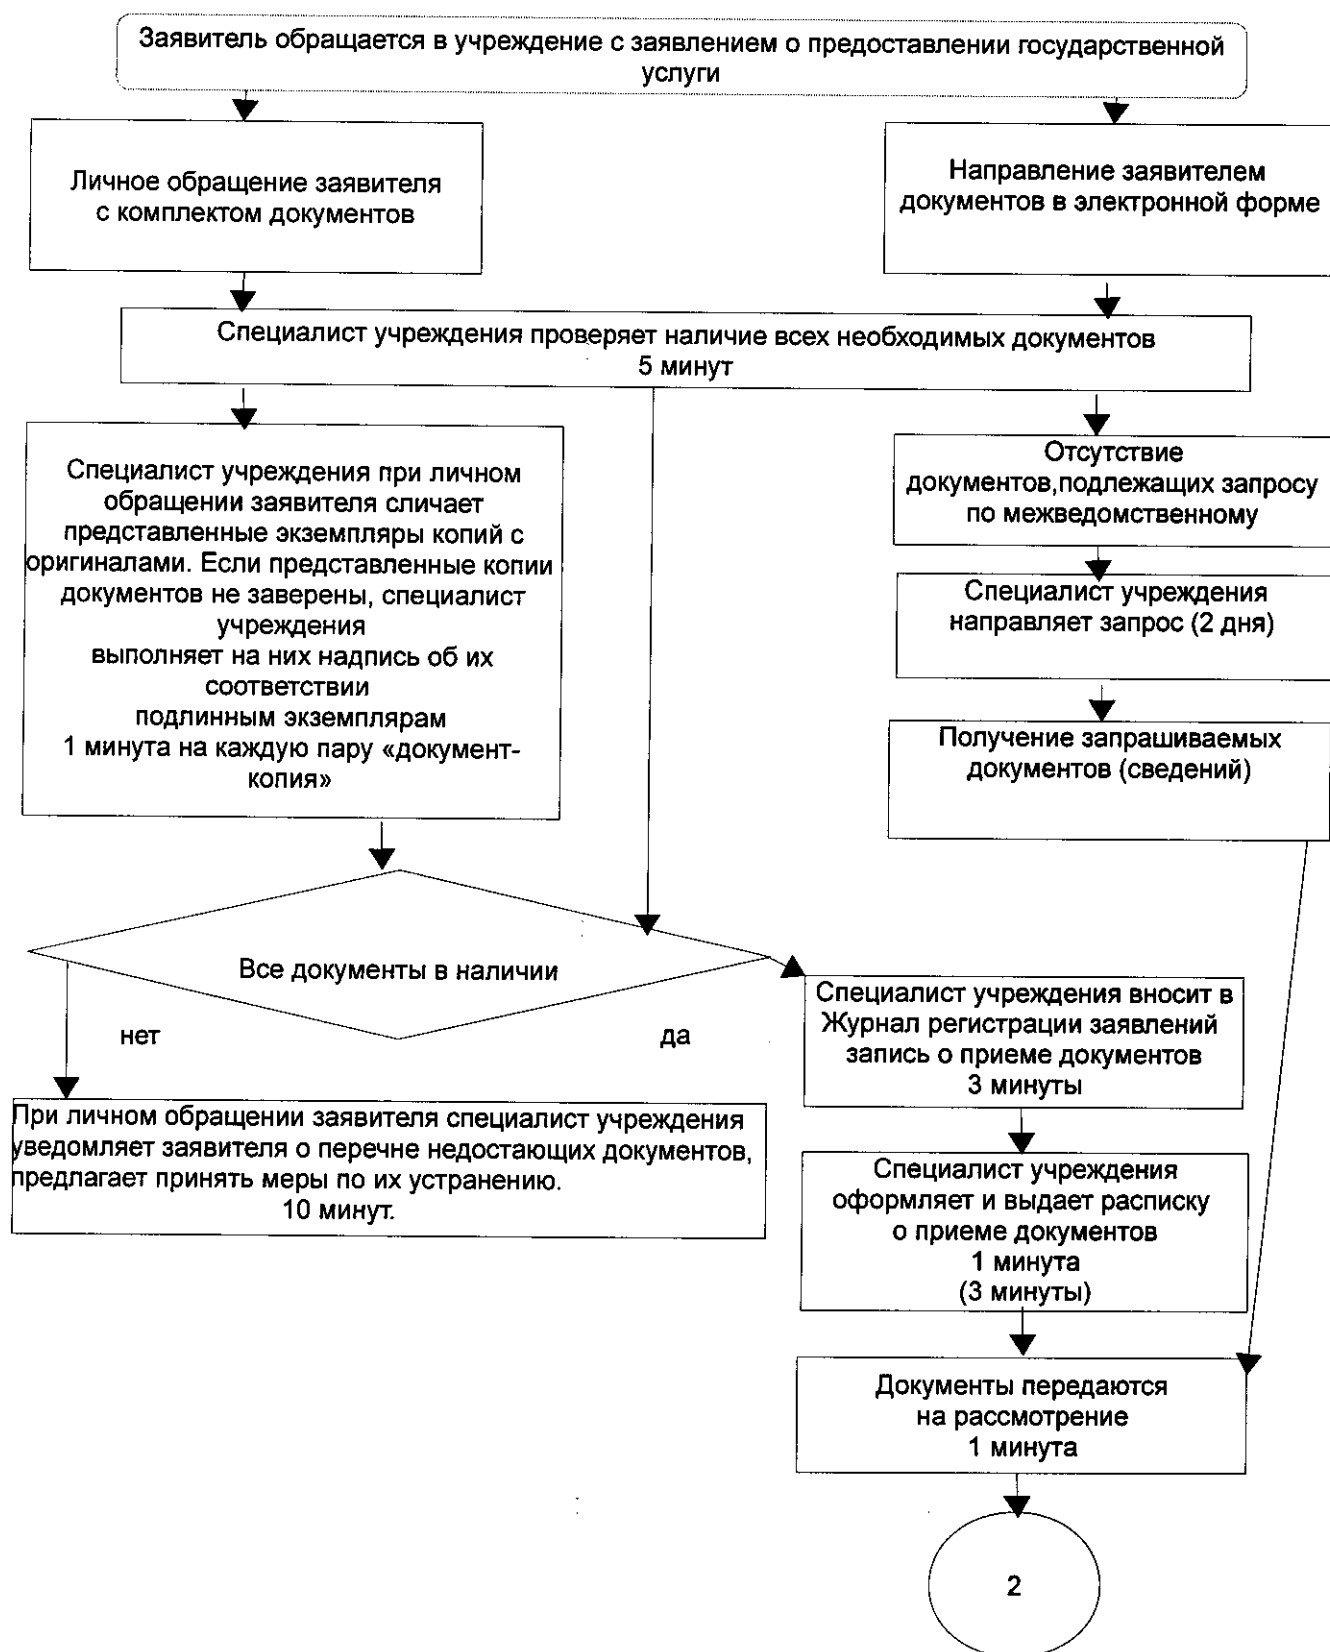 Заявитель обращается в учреждение с заявлением о предоставлении государственной
услуги
Личное обращение заявителя
с комплектом документов
Направление заявителем
документов в электронной форме
Специалист учреждения проверяет наличие всех необходимых документов
5 минут
Специалист учреждения при личном
обращении заявителя сличает
представленные экземпляры копий с
оригиналами. Если представленные копии
документов не заверены, специалист
учреждения
выполняет на них надпись об их
соответствии
подлинным экземплярам
1 минута на каждую пару «документ-
копия»
Отсутствие
документов,подлежащих запросу
по межведомственному
Специалист учреждения
направляет запрос (2 дня)
Получение запрашиваемых
документов (сведений)
Все документы в наличии
нет
да
Специалист учреждения вносит в
Журнал регистрации заявлений
запись о приеме документов
3 минуты
При личном обращении заявителя специалист учреждения
уведомляет заявителя о перечне недостающих документов,
предлагает принять меры по их устранению.
10 минут.
Специалист учреждения
оформляет и выдает расписку
о приеме документов
1 минута
(3 минуты)
Документы передаются
на рассмотрение
1 минута
2